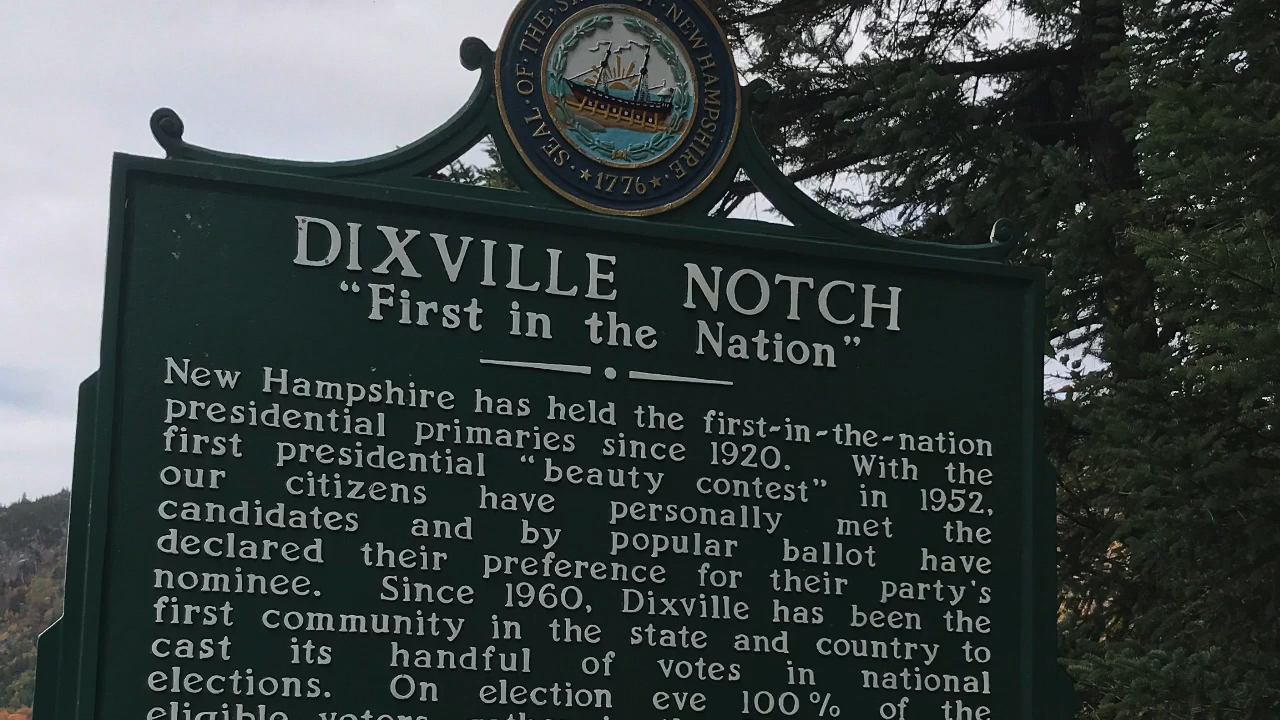 SEAL · OF · THE · STATE OF · NEW HAMPSHIRE ·
★ 1776 ★
DIXVILLE NOTCH
“First in the Nation”
New Hampshire has held the first-in-the-nation
presidential primaries since 1920. With the
first presidential “beauty contest” in 1952,
our citizens have personally met the
candidates and by popular ballot have
declared their preference for their party's
nominee. Since 1960, Dixville has been the
first community in the state and country to
cast its handful of votes in national
elections. On election eve 100% of the
eligible voters